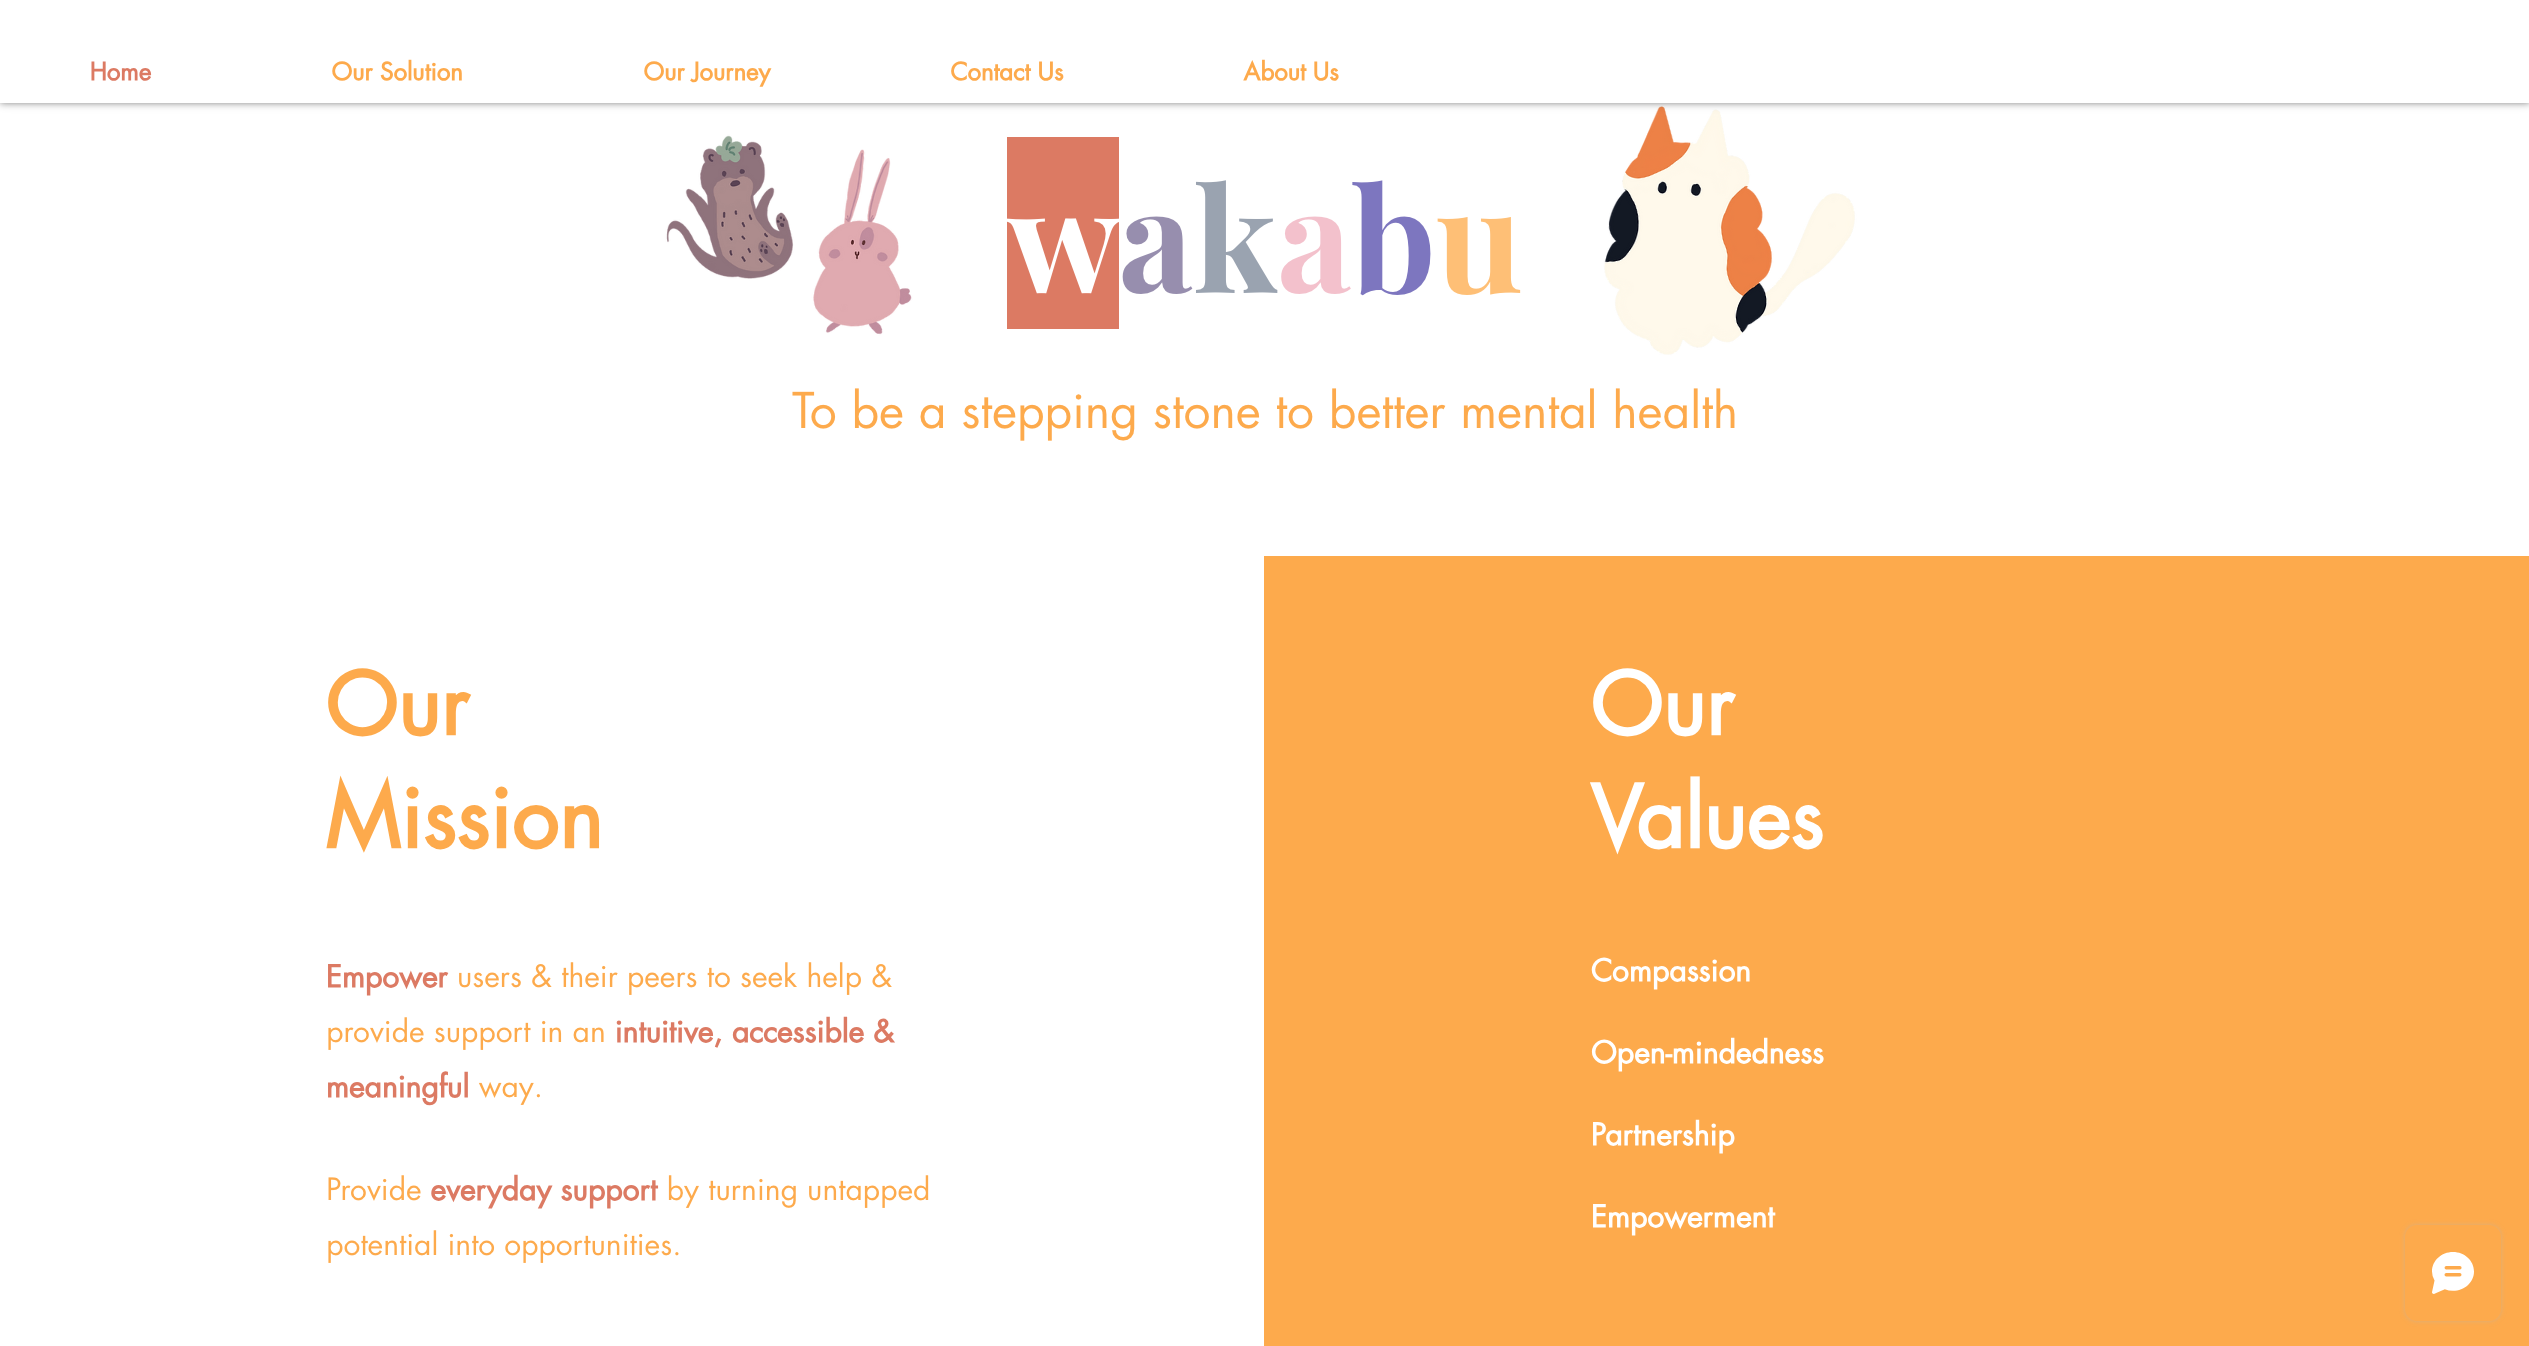 Home Our Solution Our Journey Contact Us About Us
wakabu
To be a stepping stone to better mental health
Our
Mission
Empower users & their peers to seek help &
provide support in an intuitive, accessible &
meaningful way.
Provide everyday support by turning untapped
potential into opportunities.
Our
Values
Compassion
Open-mindedness
Partnership
Empowerment